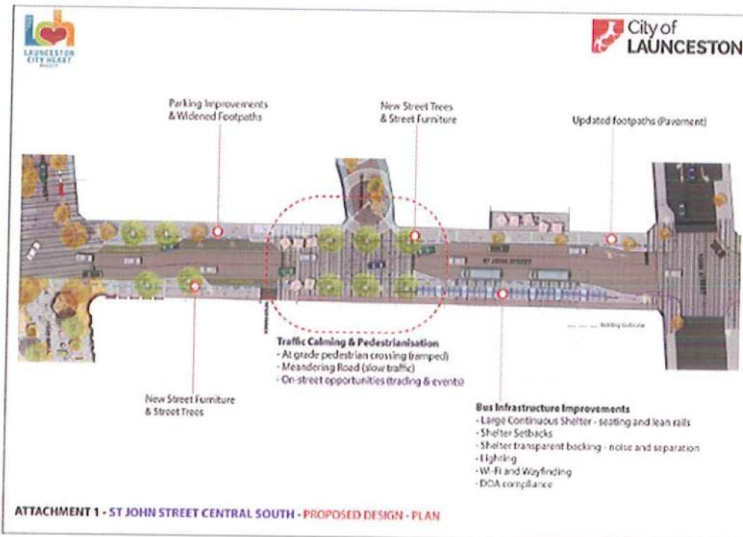 LAUNCESTON
CITY HEART
City of
LAUNCESTON
Parking Improvements
& Widened Footpaths
New Street Trees
& Street Furniture
Updated footpaths (Pavement)
ST JOHN STREET
Traffic Calming & Pedestrianisation
- At grade pedestrian crossing (ramped)
- Meandering Road (slow traffic)
- On-street opportunities (trading & events)
New Street Furniture
& Street Trees
Bus Infrastructure Improvements
- Large Continuous Shelter - seating and lean rails
- Shelter Setbacks
- Shelter transparent backing - noise and separation
- Lighting
- Wi-Fi and Wayfinding
- DDA compliance
ATTACHMENT 1 - ST JOHN STREET CENTRAL SOUTH - PROPOSED DESIGN - PLAN